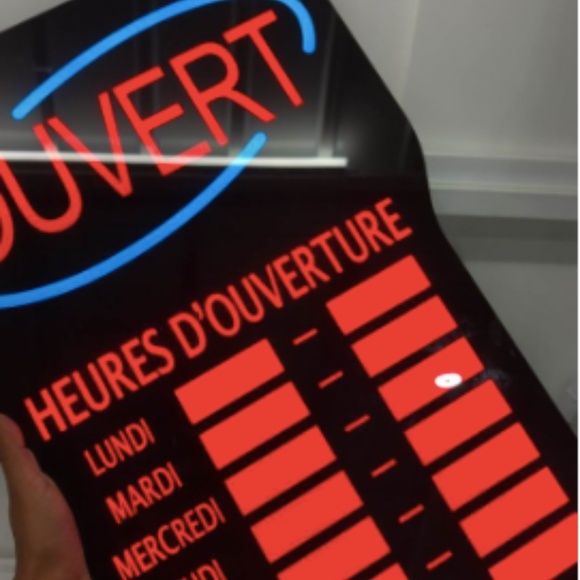 OUVERT
HEURES D'OUVERTURE
LUNDI
MARDI
MERCREDI